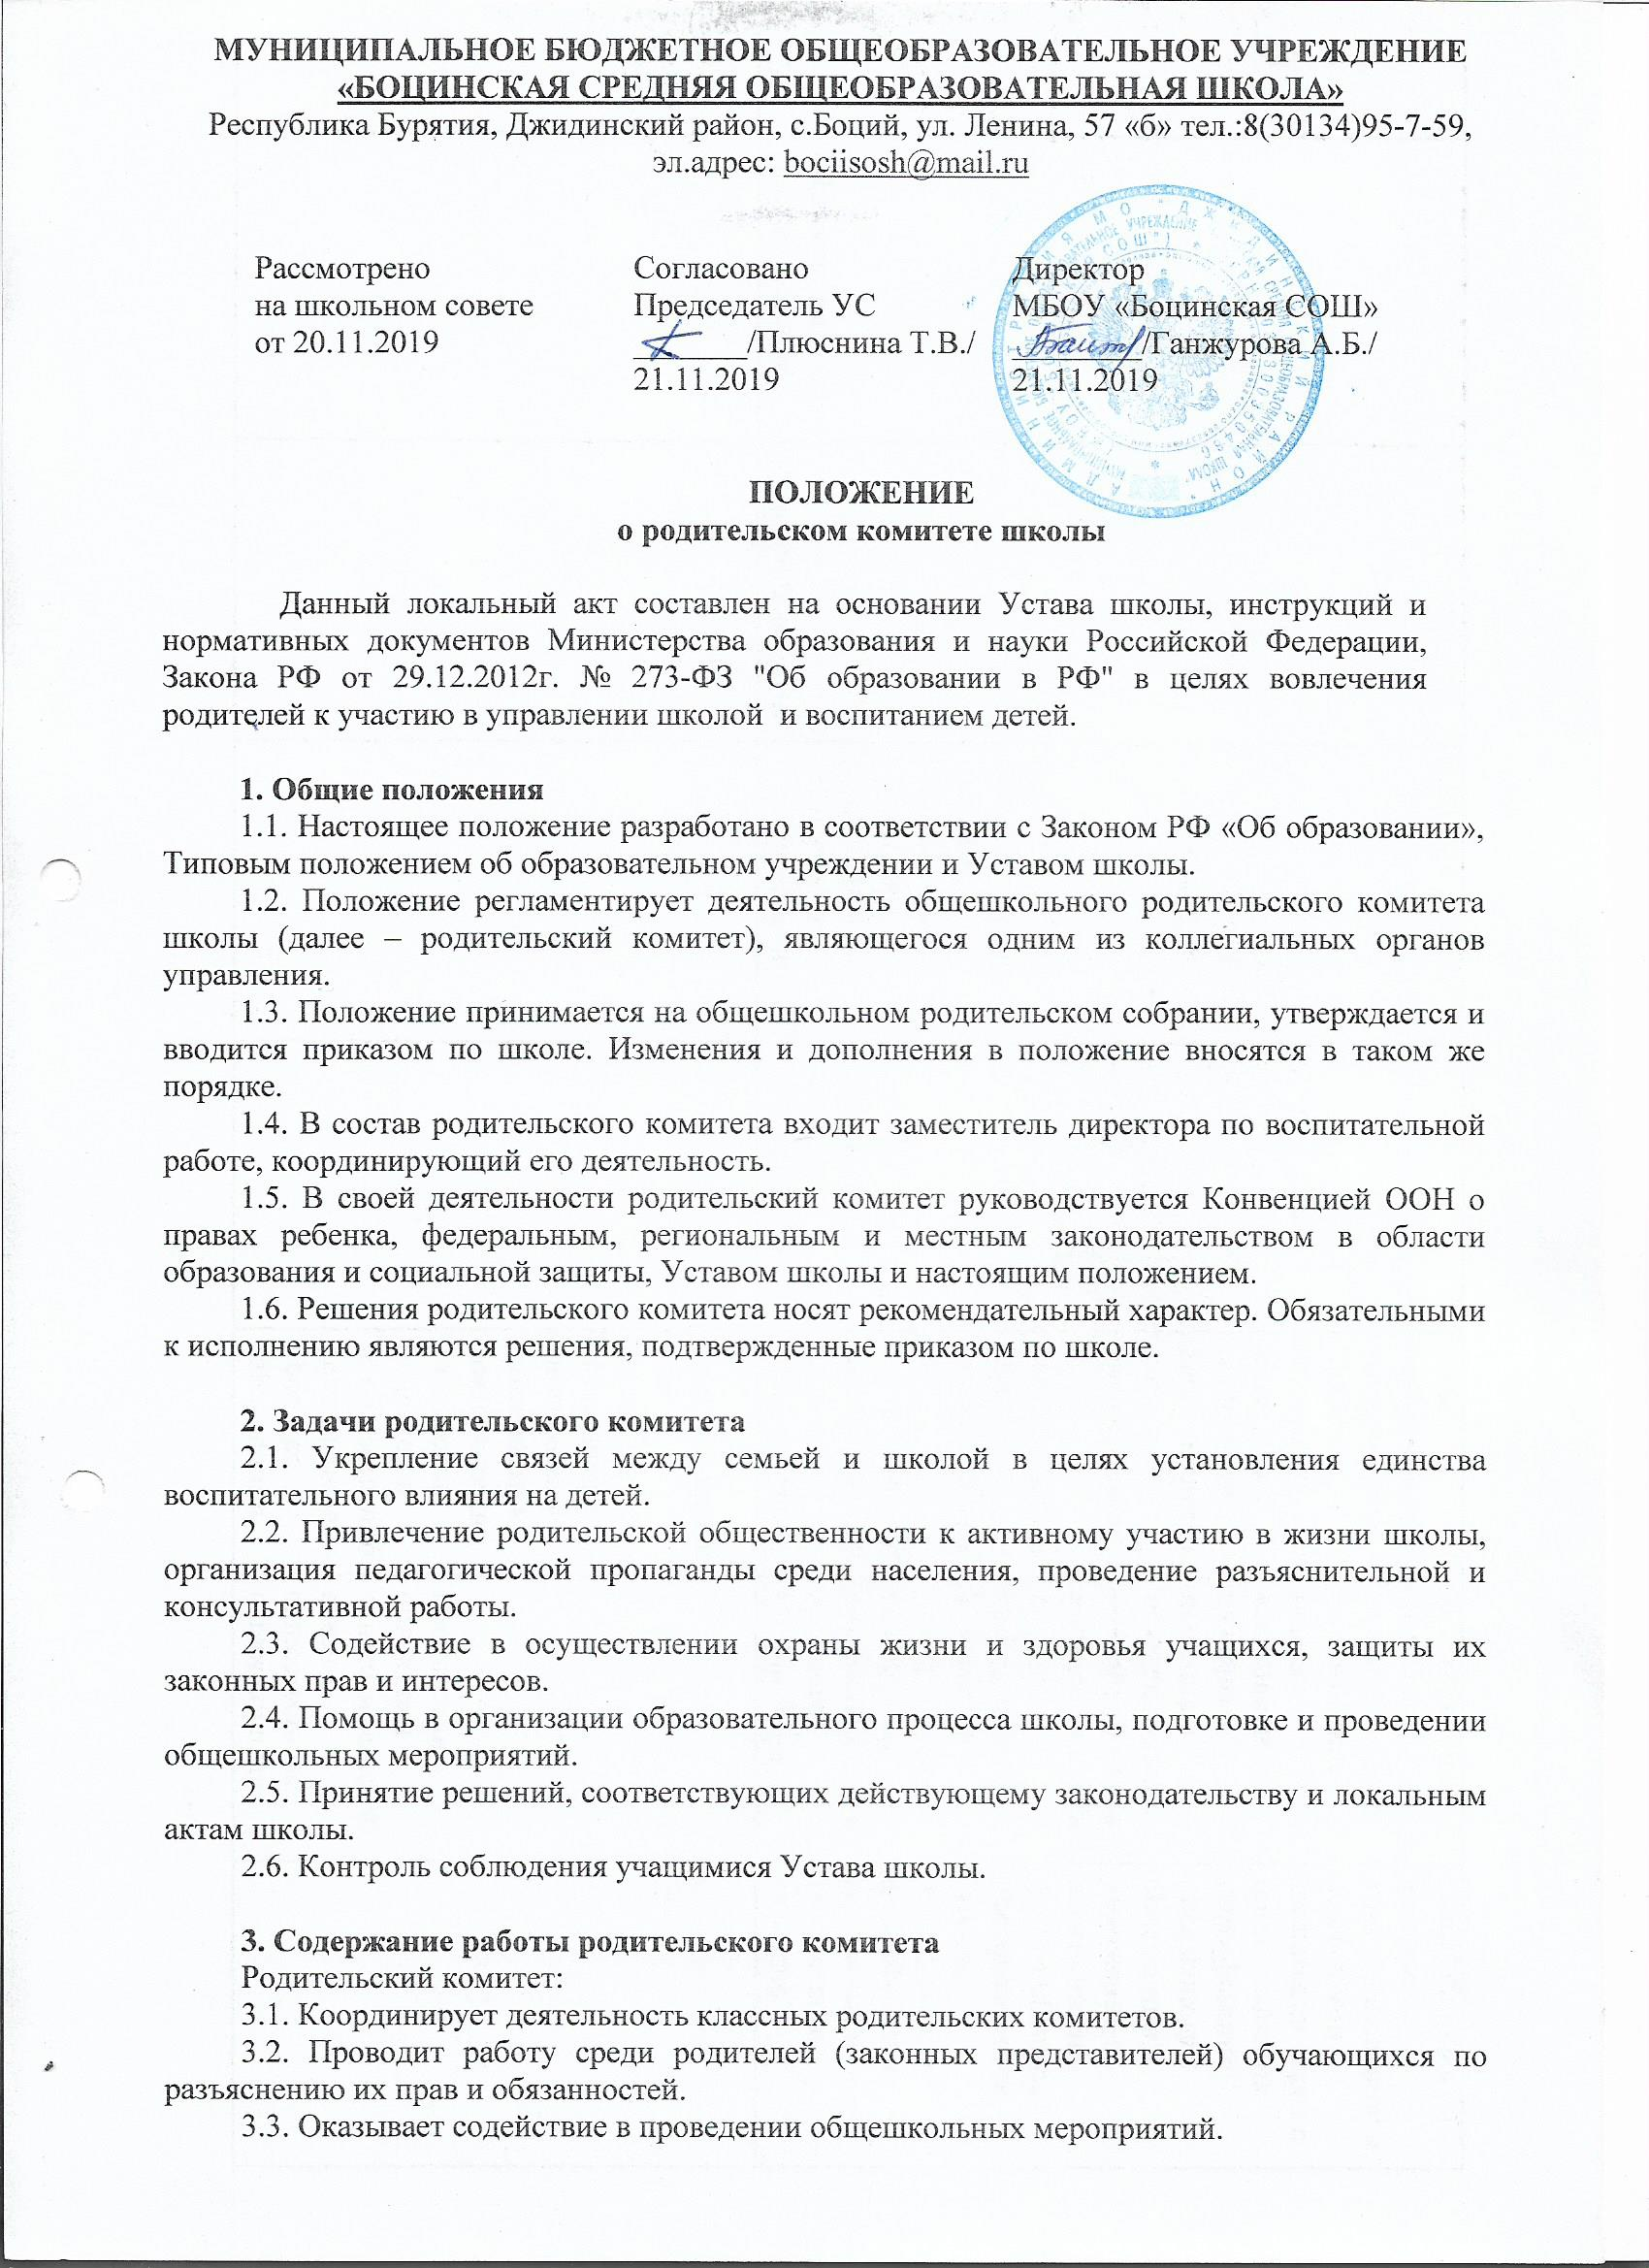 МУНИЦИПАЛЬНОЕ БЮДЖЕТНОЕ ОБЩЕОБРАЗОВАТЕЛЬНОЕ УЧРЕЖДЕНИЕ
«БОЦИНСКАЯ СРЕДНЯЯ ОБЩЕОБРАЗОВАТЕЛЬНАЯ ШКОЛА»
Республика Бурятия, Джидинский район, с.Боций, ул. Ленина, 57 «б» тел.:8(30134)95-7-59,
эл.адрес: bociisosh@mail.ru
Рассмотрено
на школьном совете
от 20.11.2019
Согласовано
Председатель УС
/Плюснина Т.В./
21.11.2019
Директор
МБОУ «Боцинская СОШ»
/Ганжурова А.Б./
21.11.2019
ПОЛОЖЕНИЕ
о родительском комитете школы
Данный локальный акт составлен на основании Устава школы, инструкций и
нормативных документов Министерства образования и науки Российской Федерации,
Закона РФ от 29.12.2012г. № 273-ФЗ "Об образовании в РФ" в целях вовлечения
родителей к участию в управлении школой и воспитанием детей.
1. Общие положения
1.1. Настоящее положение разработано в соответствии с Законом РФ «Об образовании»,
Типовым положением об образовательном учреждении и Уставом школы.
1.2. Положение регламентирует деятельность общешкольного родительского комитета
школы (далее – родительский комитет), являющегося одним из коллегиальных органов
управления.
1.3. Положение принимается на общешкольном родительском собрании, утверждается и
вводится приказом по школе. Изменения и дополнения в положение вносятся в таком же
порядке.
1.4. В состав родительского комитета входит заместитель директора по воспитательной
работе, координирующий его деятельность.
1.5. В своей деятельности родительский комитет руководствуется Конвенцией ООН о
правах ребенка, федеральным, региональным и местным законодательством в области
образования и социальной защиты, Уставом школы и настоящим положением.
1.6. Решения родительского комитета носят рекомендательный характер. Обязательными
к исполнению являются решения, подтвержденные приказом по школе.
2. Задачи родительского комитета
2.1. Укрепление связей между семьей и школой в целях установления единства
воспитательного влияния на детей.
2.2. Привлечение родительской общественности к активному участию в жизни школы,
организация педагогической пропаганды среди населения, проведение разъяснительной и
консультативной работы.
2.3. Содействие в осуществлении охраны жизни и здоровья учащихся, защиты их
законных прав и интересов.
2.4. Помощь в организации образовательного процесса школы, подготовке и проведении
общешкольных мероприятий.
2.5. Принятие решений, соответствующих действующему законодательству и локальным
актам школы.
2.6. Контроль соблюдения учащимися Устава школы.
3. Содержание работы родительского комитета
Родительский комитет:
3.1. Координирует деятельность классных родительских комитетов.
3.2. Проводит работу среди родителей (законных представителей) обучающихся по
разъяснению их прав и обязанностей.
3.3. Оказывает содействие в проведении общешкольных мероприятий.